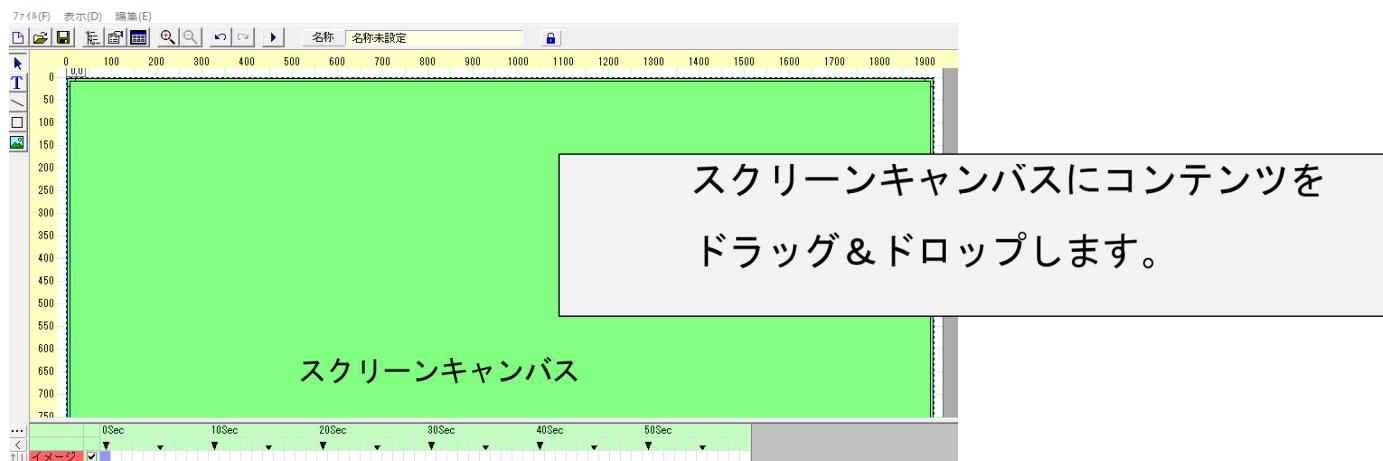 ファイル(F) 表示(D) 編集(E)
名称 名称未設定
0 100 200 300 400 500 600 700 800 900 1000 1100 1200 1300 1400 1500 1600 1700 1800 1900
0,0
T
0
50
100
150
200
250
300
350
400
450
500
550
600
650
700
750
スクリーンキャンバスにコンテンツを
ドラッグ＆ドロップします。
スクリーンキャンバス
0Sec 10Sec 20Sec 30Sec 40Sec 50Sec
イメージ